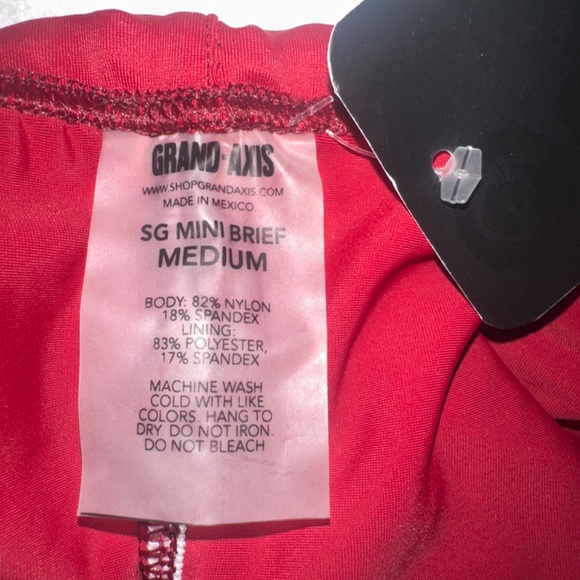 GRAND-AXIS
WWW.SHOPGRANDAXIS.COM
MADE IN MEXICO
SG MINI BRIEF
MEDIUM
BODY: 82% NYLON
18% SPANDEX
LINING:
83% POLYESTER,
17% SPANDEX
MACHINE WASH
COLD WITH LIKE
COLORS. HANG TO
DRY. DO NOT IRON.
DO NOT BLEACH